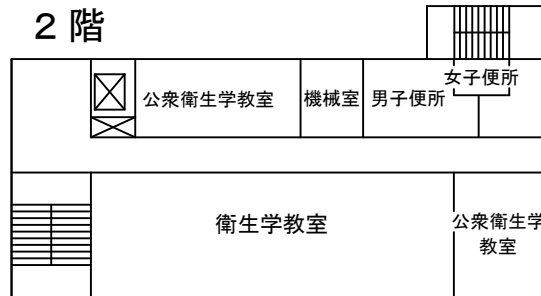 ２階
公衆衛生学教室
機械室
男子便所
女子便所
衛生学教室
公衆衛生学
教室